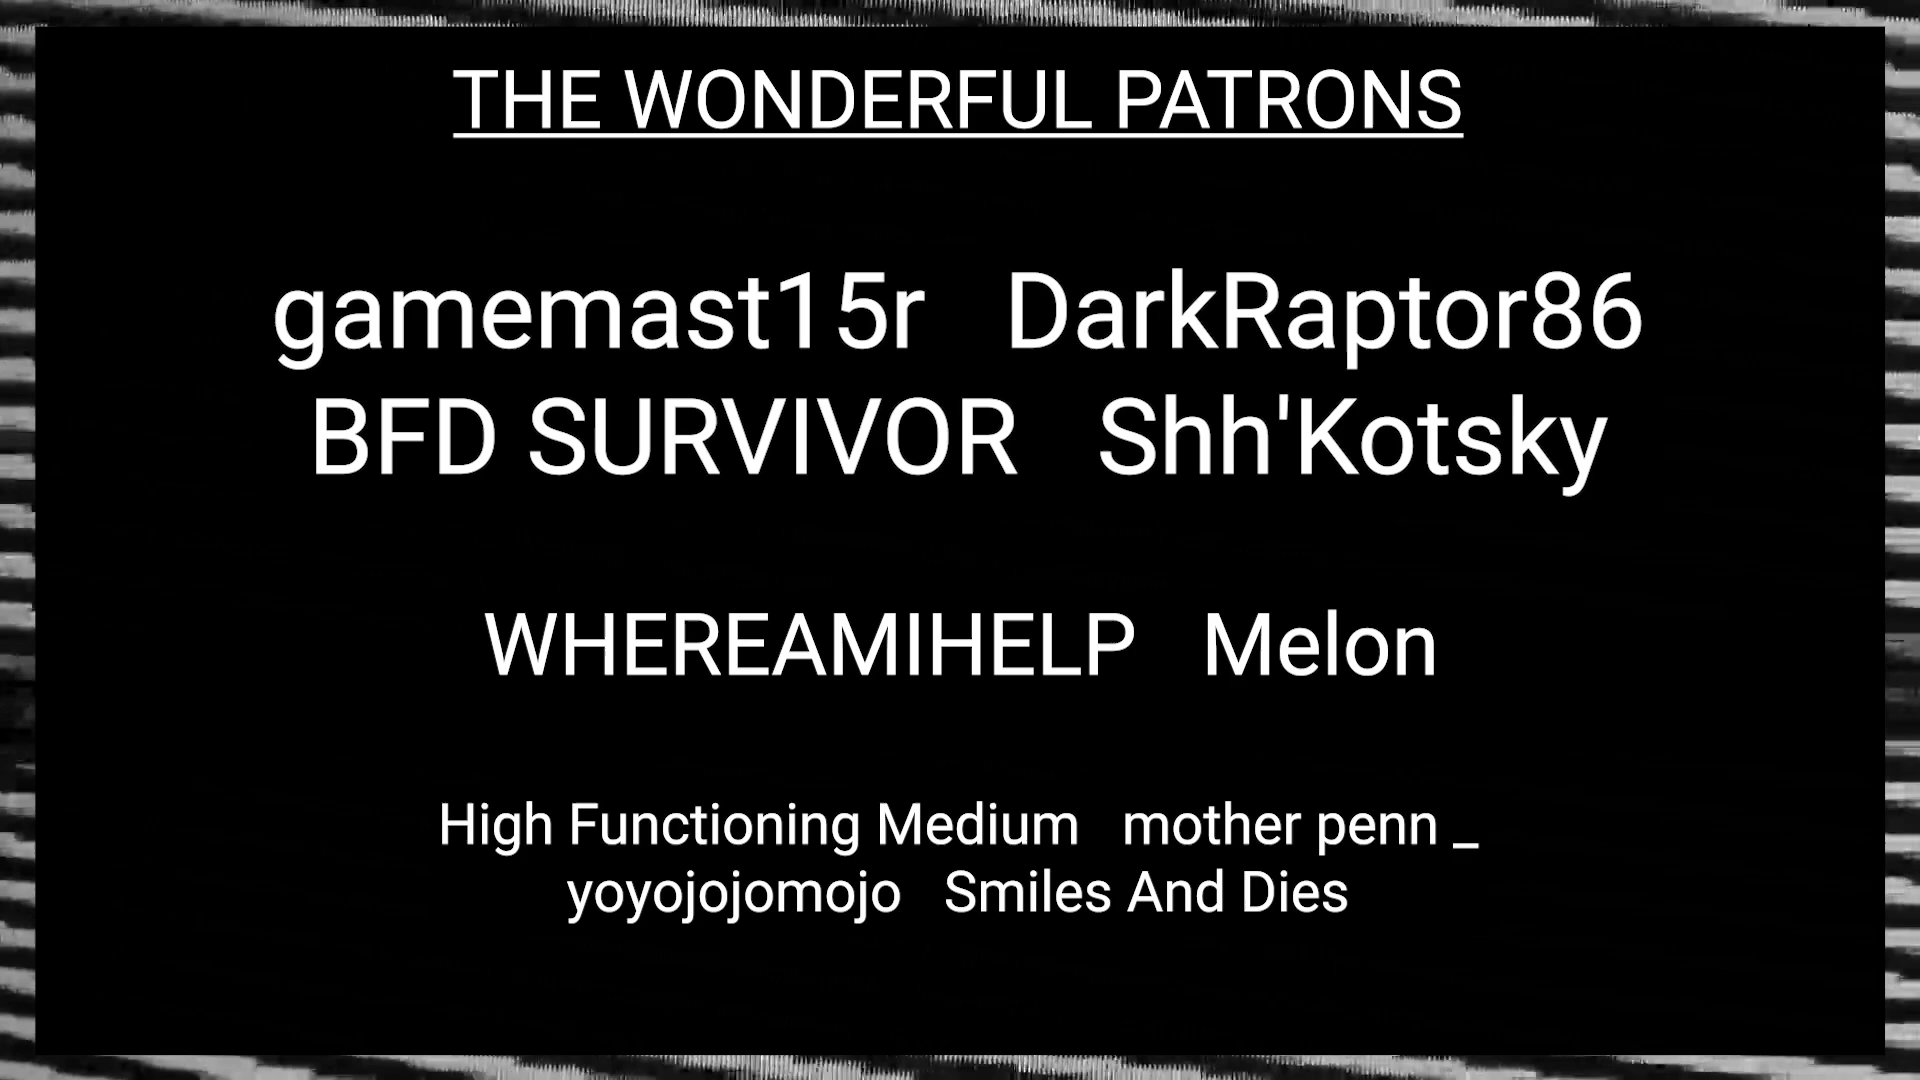 THE WONDERFUL PATRONS
gamemast15r   DarkRaptor86
BFD SURVIVOR   Shh'Kotsky
WHEREAMIHELP   Melon
High Functioning Medium   mother penn _
yoyojojomojo   Smiles And Dies